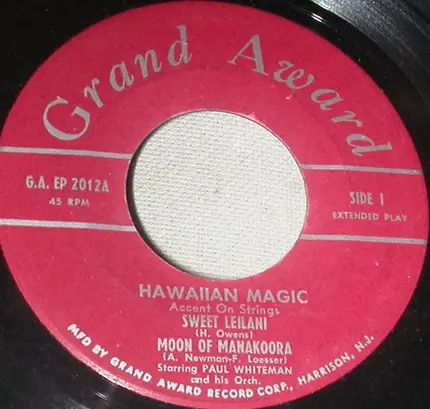 Grand Award
G.A. EP 2012A
45 RPM
SIDE 1
EXTENDED PLAY
HAWAIIAN MAGIC
Accent On Strings
SWEET LEILANI
(H. Owens)
MOON OF MANAKOORA
(A. Newman-F. Loesser)
Starring PAUL WHITEMAN
and his Orch.
MFD BY GRAND AWARD RECORD CORP., HARRISON, N.J.